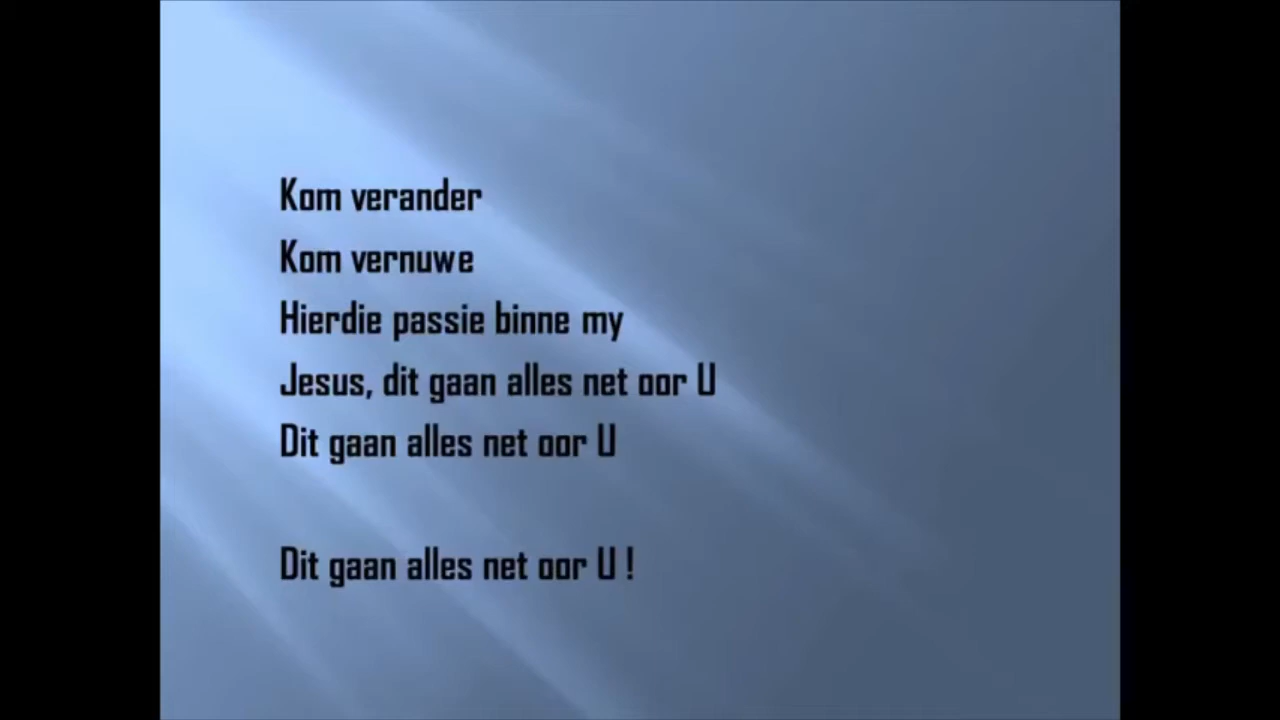 Kom verander
Kom vernuwe
Hierdie passie binne my
Jesus, dit gaan alles net oor U
Dit gaan alles net oor U
Dit gaan alles net oor U !